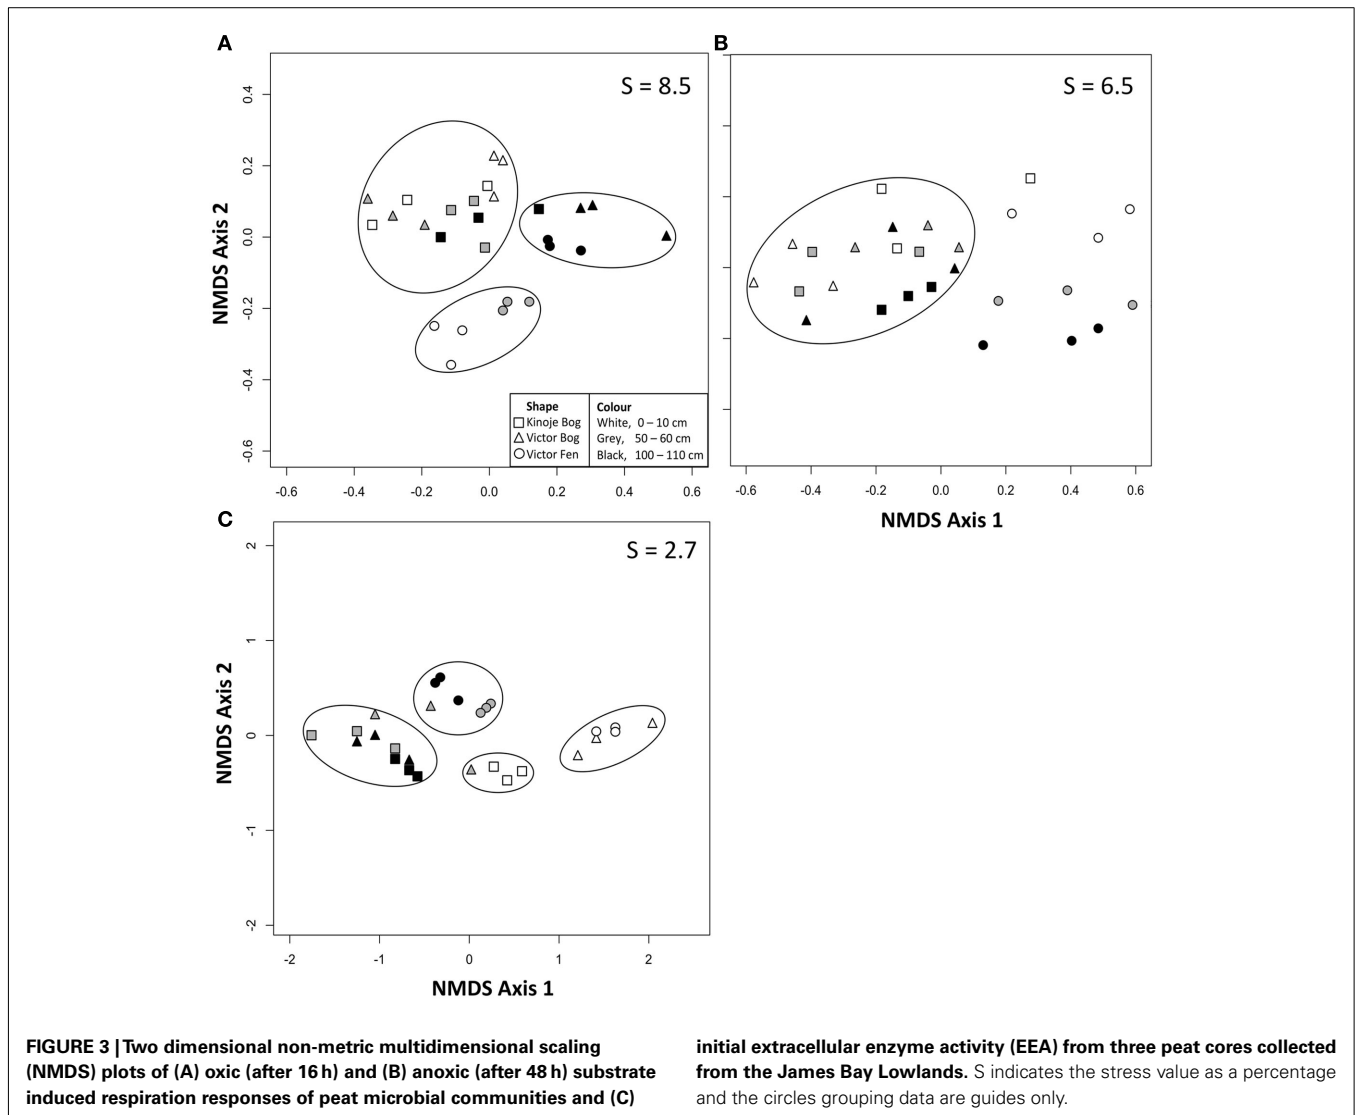 A
S = 8.5
NMDS Axis 2
0.4
0.2
0.0
-0.2
-0.4
-0.6
-0.6 -0.4 -0.2 0.0 0.2 0.4 0.6
Shape Colour
Kinoje Bog White, 0 – 10 cm
Victor Bog Grey, 50 – 60 cm
Victor Fen Black, 100 – 110 cm
B
S = 6.5
-0.6 -0.4 -0.2 0.0 0.2 0.4 0.6
NMDS Axis 1
C
S = 2.7
NMDS Axis 2
2
1
0
-1
-2
-2 -1 0 1 2
NMDS Axis 1
FIGURE 3 | Two dimensional non-metric multidimensional scaling
(NMDS) plots of (A) oxic (after 16 h) and (B) anoxic (after 48 h) substrate
induced respiration responses of peat microbial communities and (C)
initial extracellular enzyme activity (EEA) from three peat cores collected
from the James Bay Lowlands. S indicates the stress value as a percentage
and the circles grouping data are guides only.